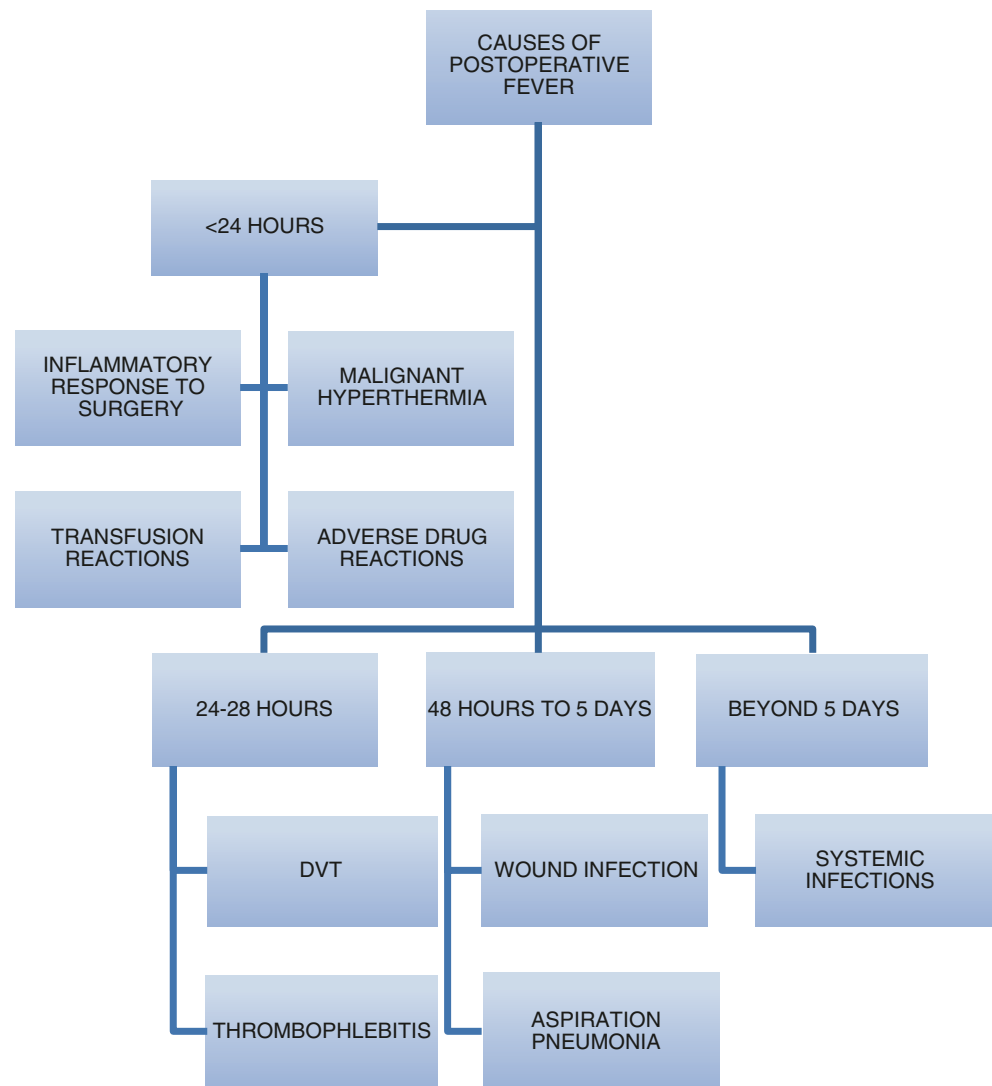 CAUSES OF
POSTOPERATIVE
FEVER
<24 HOURS
INFLAMMATORY
RESPONSE TO
SURGERY
MALIGNANT
HYPERTHERMIA
TRANSFUSION
REACTIONS
ADVERSE DRUG
REACTIONS
24-28 HOURS
48 HOURS TO 5 DAYS
BEYOND 5 DAYS
DVT
WOUND INFECTION
SYSTEMIC
INFECTIONS
THROMBOPHLEBITIS
ASPIRATION
PNEUMONIA